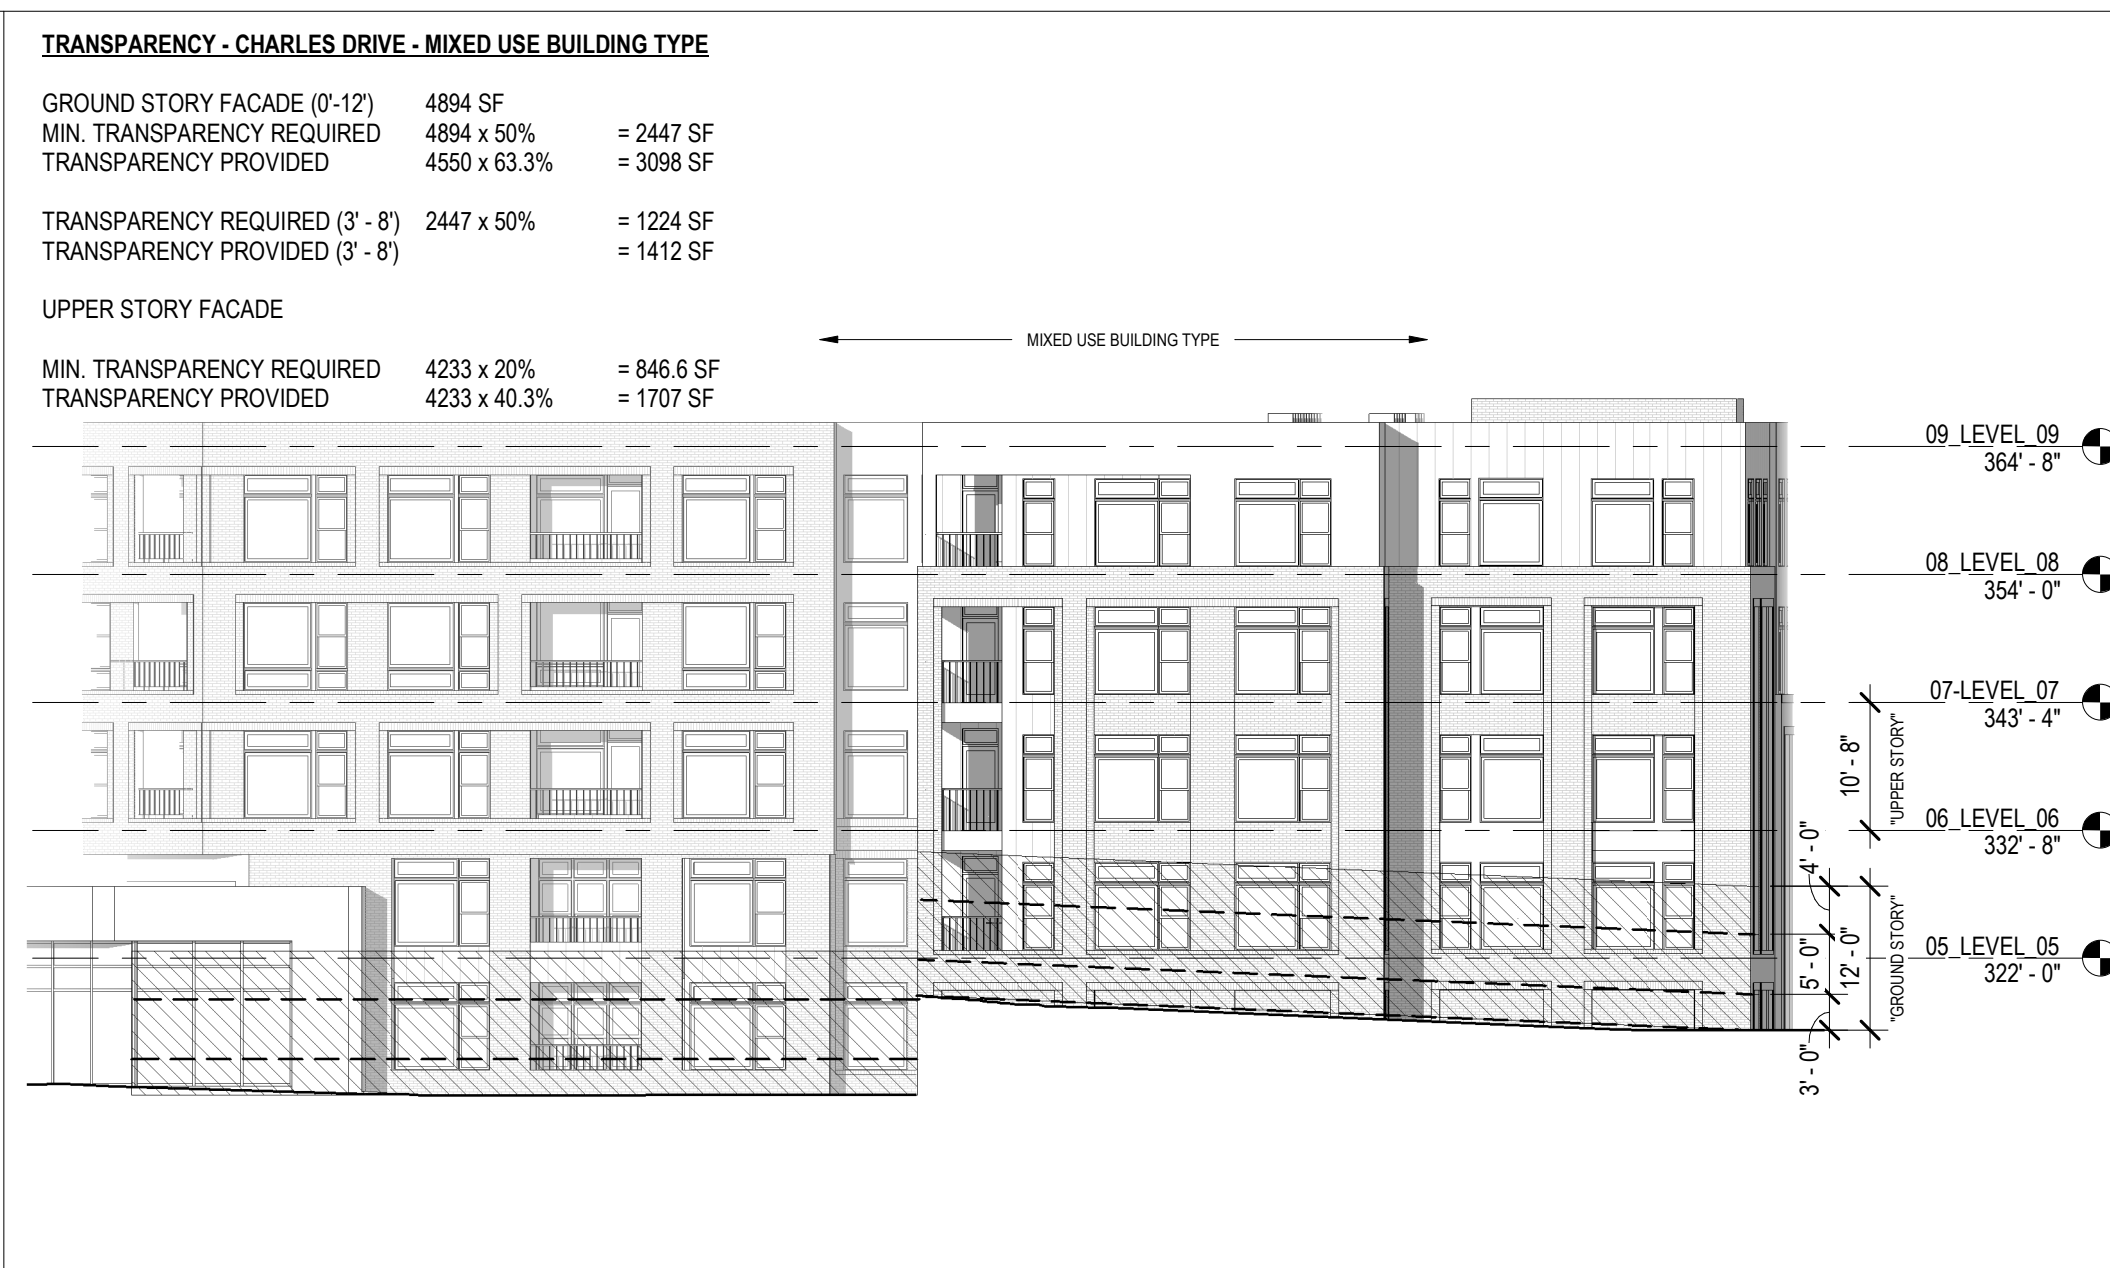 TRANSPARENCY - CHARLES DRIVE - MIXED USE BUILDING TYPE
GROUND STORY FACADE (0'-12') 4894 SF
MIN. TRANSPARENCY REQUIRED 4894 x 50% = 2447 SF
TRANSPARENCY PROVIDED 4550 x 63.3% = 3098 SF
TRANSPARENCY REQUIRED (3' - 8') 2447 x 50% = 1224 SF
TRANSPARENCY PROVIDED (3' - 8') = 1412 SF
UPPER STORY FACADE
MIXED USE BUILDING TYPE
MIN. TRANSPARENCY REQUIRED 4233 x 20% = 846.6 SF
TRANSPARENCY PROVIDED 4233 x 40.3% = 1707 SF
09_LEVEL_09
364' - 8"
08_LEVEL_08
354' - 0"
07-LEVEL_07
343' - 4"
10' - 8"
"UPPER STORY"
06_LEVEL_06
332' - 8"
4' - 0"
5' - 0"
12' - 0"
"GROUND STORY"
05_LEVEL_05
322' - 0"
3' - 0"